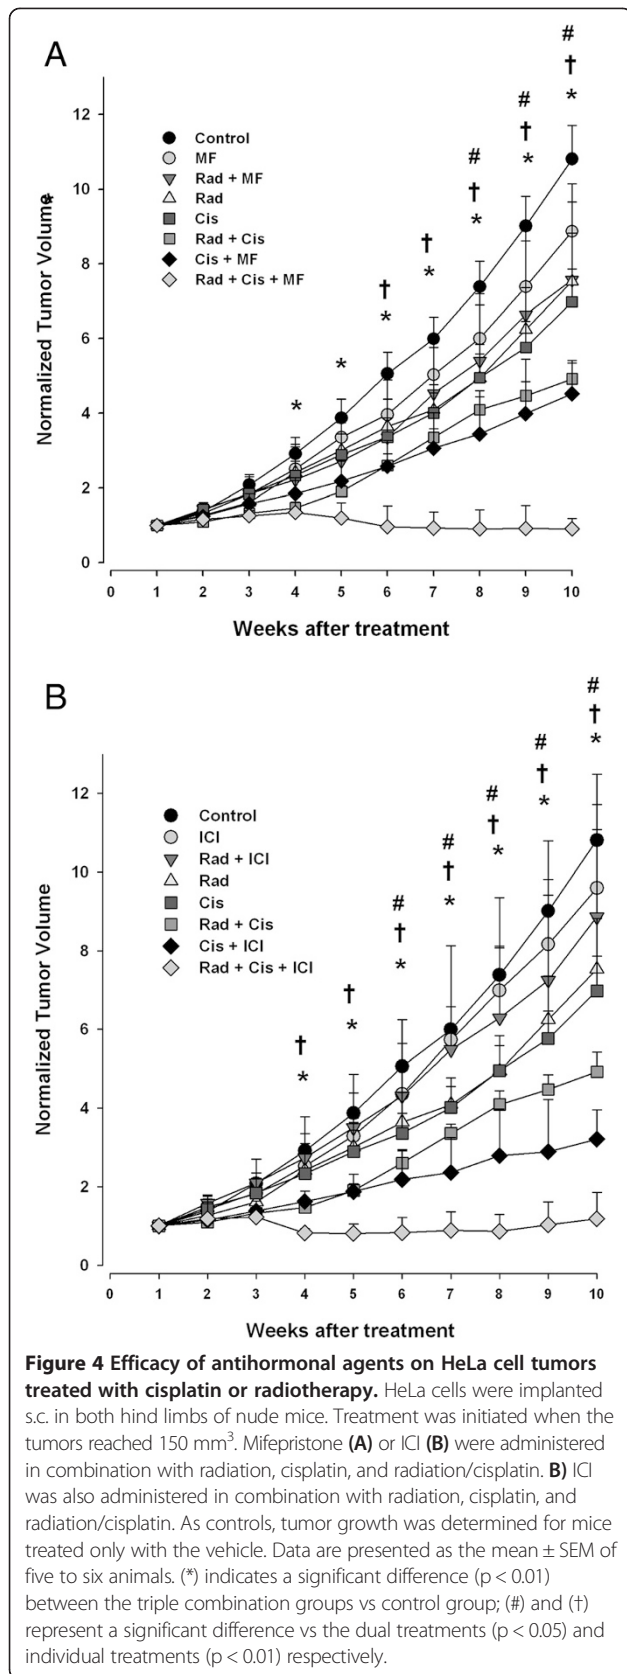 A
# † *
# † *
# † *
† *
† *
*
*
12
10
8
6
4
2
0
Normalized Tumor Volume*
Control
MF
Rad + MF
Rad
Cis
Rad + Cis
Cis + MF
Rad + Cis + MF
0 1 2 3 4 5 6 7 8 9 10
Weeks after treatment
B
# † *
# † *
# † *
# † *
# † *
† *
† *
12
10
8
6
4
2
0
Normalized Tumor Volume
Control
ICI
Rad + ICI
Rad
Cis
Rad + Cis
Cis + ICI
Rad + Cis + ICI
0 1 2 3 4 5 6 7 8 9 10
Weeks after treatment
Figure 4 Efficacy of antihormonal agents on HeLa cell tumors
treated with cisplatin or radiotherapy. HeLa cells were implanted
s.c. in both hind limbs of nude mice. Treatment was initiated when the
tumors reached 150 mm³. Mifepristone (A) or ICI (B) were administered
in combination with radiation, cisplatin, and radiation/cisplatin. B) ICI
was also administered in combination with radiation, cisplatin, and
radiation/cisplatin. As controls, tumor growth was determined for mice
treated only with the vehicle. Data are presented as the mean ± SEM of
five to six animals. (*) indicates a significant difference (p < 0.01)
between the triple combination groups vs control group; (#) and (†)
represent a significant difference vs the dual treatments (p < 0.05) and
individual treatments (p < 0.01) respectively.